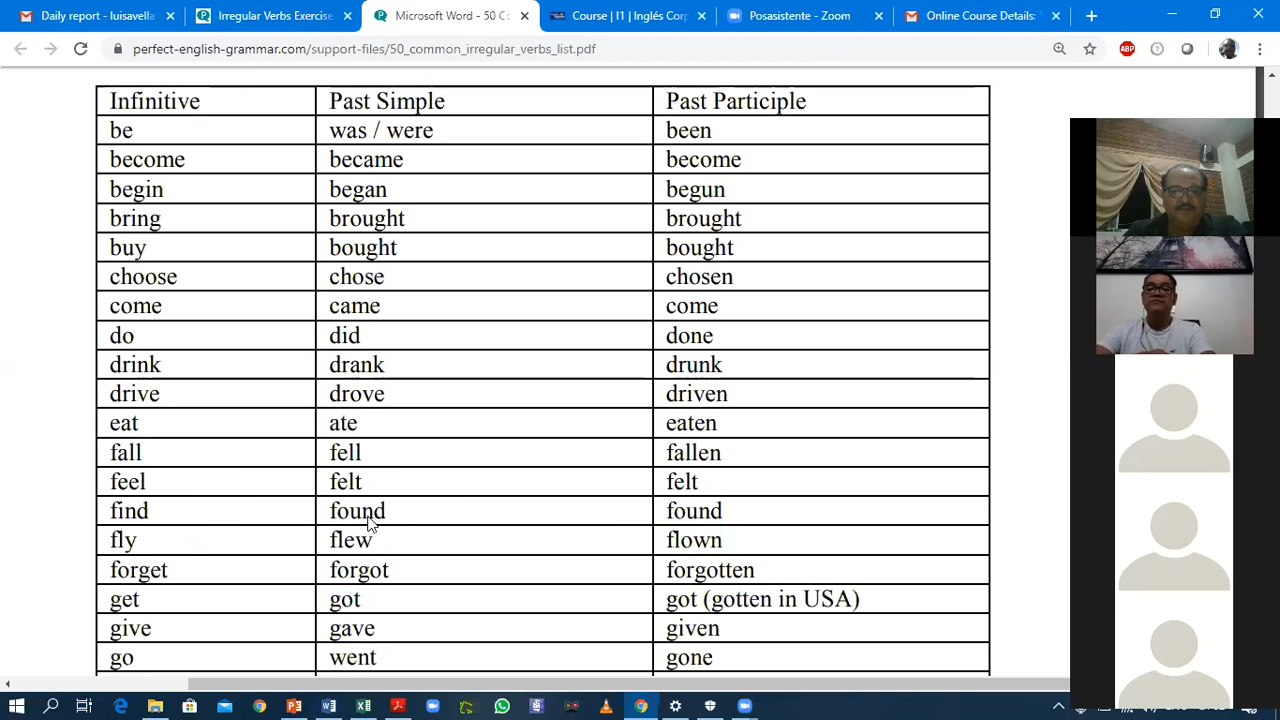 Daily report - luisavella
Irregular Verbs Exercise
Microsoft Word - 50 C
Course | I1 | Inglés Cor
Posasistente - Zoom
Online Course Details:
perfect-english-grammar.com/support-files/50_common_irregular_verbs_list.pdf
ABP
Infinitive Past Simple Past Participle
be was / were been
become became become
begin began begun
bring brought brought
buy bought bought
choose chose chosen
come came come
do did done
drink drank drunk
drive drove driven
eat ate eaten
fall fell fallen
feel felt felt
find found found
fly flew flown
forget forgot forgotten
get got got (gotten in USA)
give gave given
go went gone